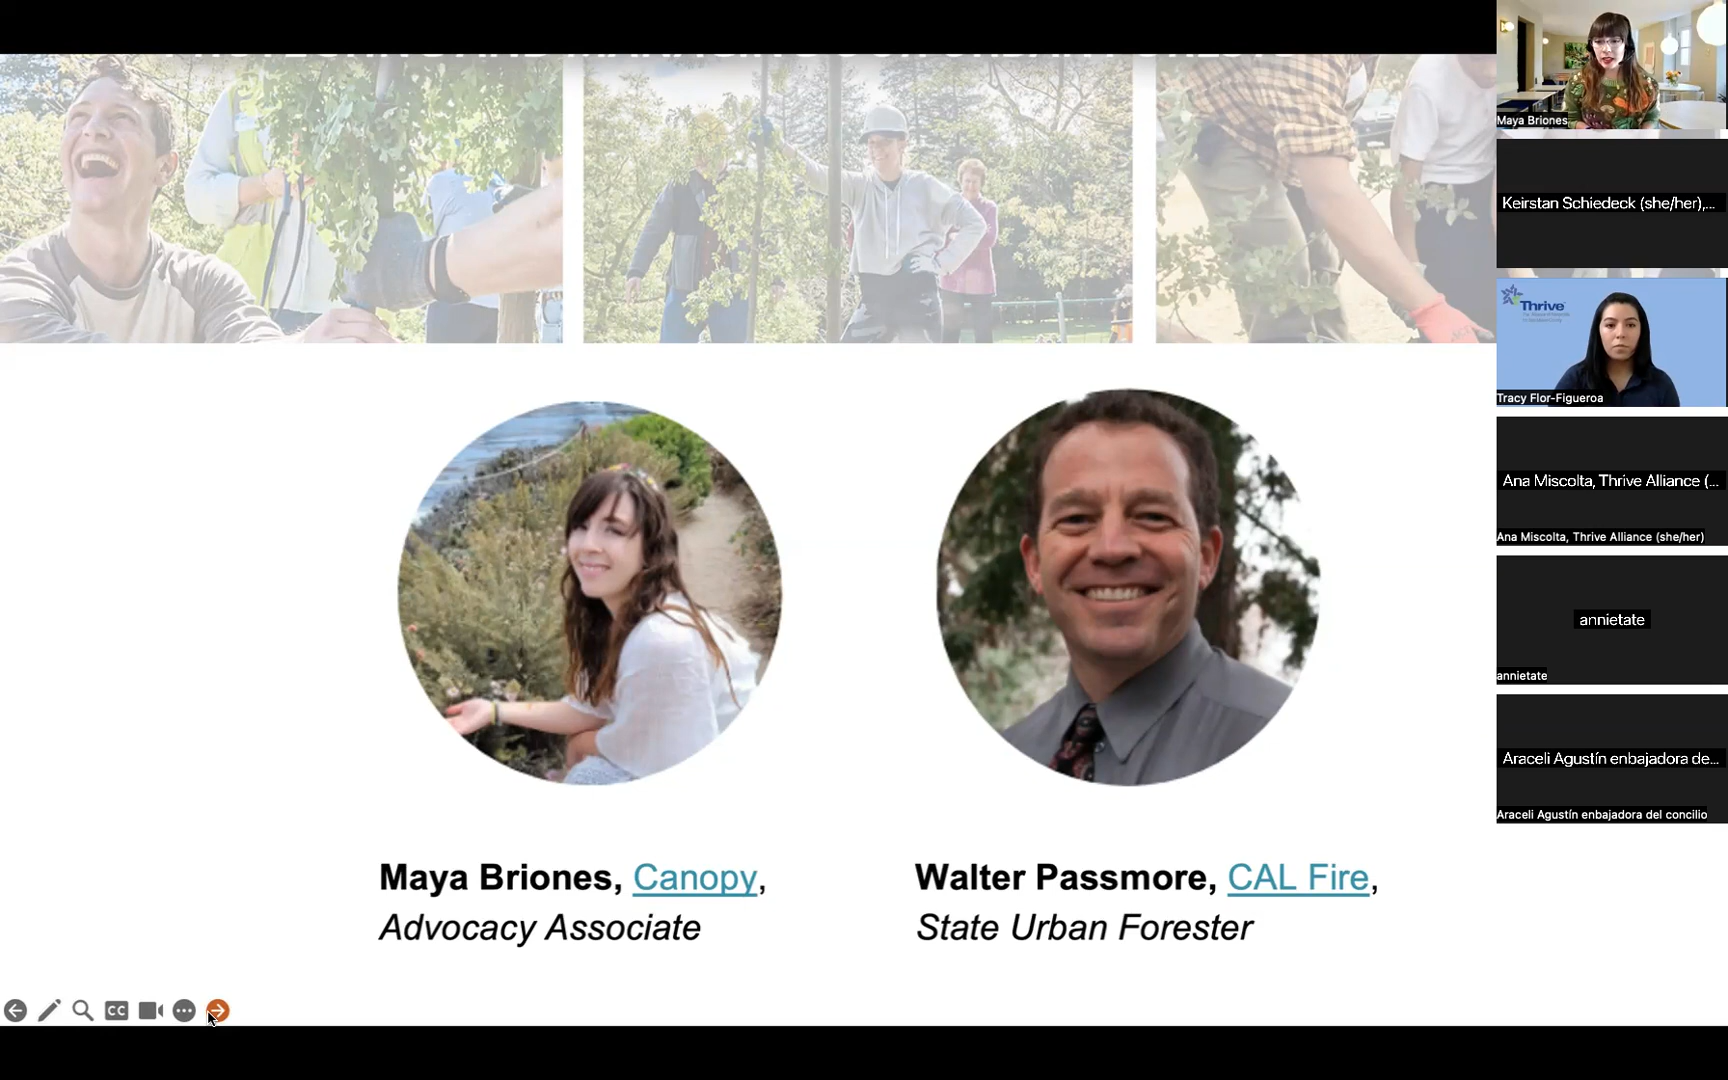 Maya Briones
Keirstan Schiedeck (she/her),...
Thrive
Tracy Flor-Figueroa
Ana Miscolta, Thrive Alliance (...
Ana Miscolta, Thrive Alliance (she/her)
annietate
annietate
Araceli Agustín enbajadora de...
Araceli Agustín enbajadora del concilio
Maya Briones, Canopy,
Advocacy Associate
Walter Passmore, CAL Fire,
State Urban Forester
CC